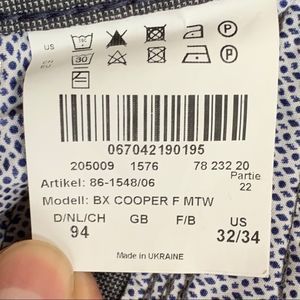 US
30
067042190195
205009 1576 78 232 20
Partie
22
Artikel: 86-1548/06
Modell: BX COOPER F MTW
D/NL/CH GB F/B US
94 32/34
Made in UKRAINE